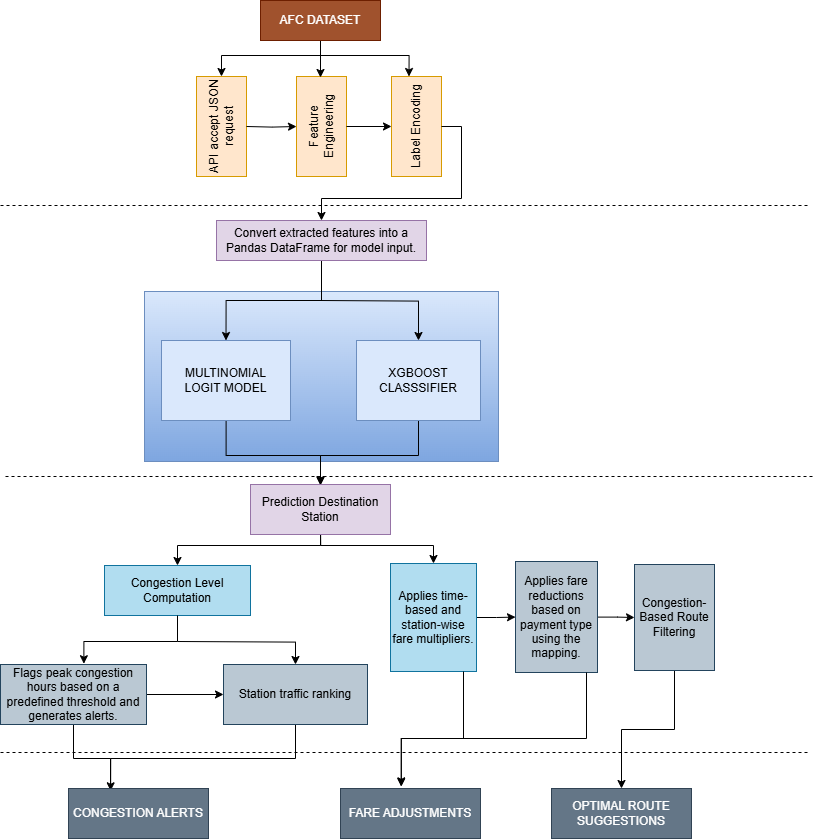 AFC DATASET
API accept JSON
request
Feature
Engineering
Label Encoding
Convert extracted features into a
Pandas DataFrame for model input.
MULTINOMIAL
LOGIT MODEL
XGBOOST
CLASSSIFIER
Prediction Destination
Station
Congestion Level
Computation
Applies time-
based and
station-wise
fare multipliers.
Applies fare
reductions
based on
payment type
using the
mapping.
Congestion-
Based Route
Filtering
Flags peak congestion
hours based on a
predefined threshold and
generates alerts.
Station traffic ranking
CONGESTION ALERTS
FARE ADJUSTMENTS
OPTIMAL ROUTE
SUGGESTIONS